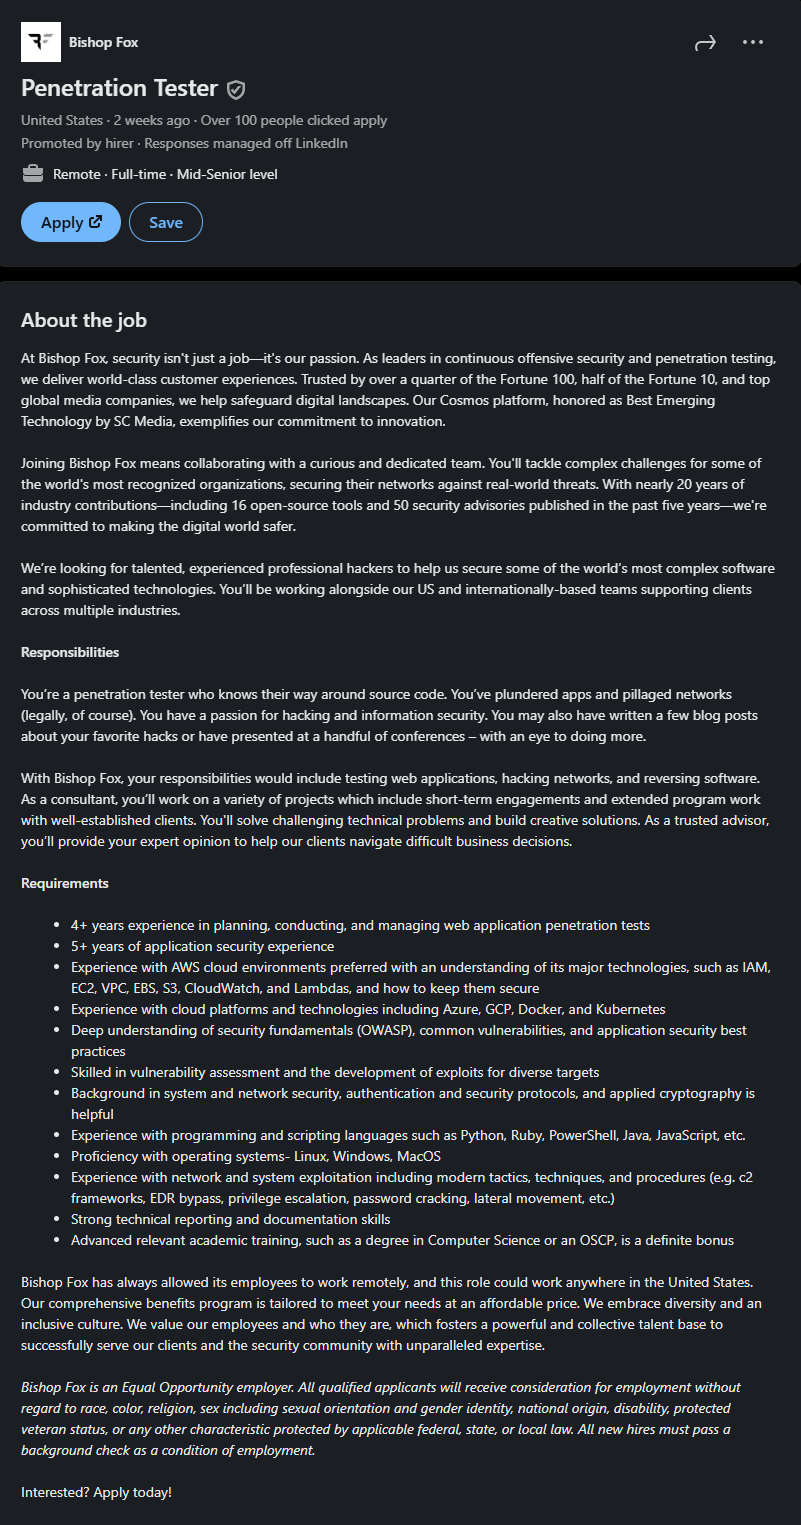 Bishop Fox
Penetration Tester
United States · 2 weeks ago · Over 100 people clicked apply
Promoted by hirer · Responses managed off LinkedIn
Remote · Full-time · Mid-Senior level
Apply
Save
About the job
At Bishop Fox, security isn't just a job—it's our passion. As leaders in continuous offensive security and penetration testing,
we deliver world-class customer experiences. Trusted by over a quarter of the Fortune 100, half of the Fortune 10, and top
global media companies, we help safeguard digital landscapes. Our Cosmos platform, honored as Best Emerging
Technology by SC Media, exemplifies our commitment to innovation.
Joining Bishop Fox means collaborating with a curious and dedicated team. You'll tackle complex challenges for some of
the world's most recognized organizations, securing their networks against real-world threats. With nearly 20 years of
industry contributions—including 16 open-source tools and 50 security advisories published in the past five years—we're
committed to making the digital world safer.
We’re looking for talented, experienced professional hackers to help us secure some of the world’s most complex software
and sophisticated technologies. You’ll be working alongside our US and internationally-based teams supporting clients
across multiple industries.
Responsibilities
You’re a penetration tester who knows their way around source code. You’ve plundered apps and pillaged networks
(legally, of course). You have a passion for hacking and information security. You may also have written a few blog posts
about your favorite hacks or have presented at a handful of conferences – with an eye to doing more.
With Bishop Fox, your responsibilities would include testing web applications, hacking networks, and reversing software.
As a consultant, you’ll work on a variety of projects which include short-term engagements and extended program work
with well-established clients. You'll solve challenging technical problems and build creative solutions. As a trusted advisor,
you’ll provide your expert opinion to help our clients navigate difficult business decisions.
Requirements
• 4+ years experience in planning, conducting, and managing web application penetration tests
• 5+ years of application security experience
• Experience with AWS cloud environments preferred with an understanding of its major technologies, such as IAM,
EC2, VPC, EBS, S3, CloudWatch, and Lambdas, and how to keep them secure
• Experience with cloud platforms and technologies including Azure, GCP, Docker, and Kubernetes
• Deep understanding of security fundamentals (OWASP), common vulnerabilities, and application security best
practices
• Skilled in vulnerability assessment and the development of exploits for diverse targets
• Background in system and network security, authentication and security protocols, and applied cryptography is
helpful
• Experience with programming and scripting languages such as Python, Ruby, PowerShell, Java, JavaScript, etc.
• Proficiency with operating systems- Linux, Windows, MacOS
• Experience with network and system exploitation including modern tactics, techniques, and procedures (e.g. c2
frameworks, EDR bypass, privilege escalation, password cracking, lateral movement, etc.)
• Strong technical reporting and documentation skills
• Advanced relevant academic training, such as a degree in Computer Science or an OSCP, is a definite bonus
Bishop Fox has always allowed its employees to work remotely, and this role could work anywhere in the United States.
Our comprehensive benefits program is tailored to meet your needs at an affordable price. We embrace diversity and an
inclusive culture. We value our employees and who they are, which fosters a powerful and collective talent base to
successfully serve our clients and the security community with unparalleled expertise.
Bishop Fox is an Equal Opportunity employer. All qualified applicants will receive consideration for employment without
regard to race, color, religion, sex including sexual orientation and gender identity, national origin, disability, protected
veteran status, or any other characteristic protected by applicable federal, state, or local law. All new hires must pass a
background check as a condition of employment.
Interested? Apply today!